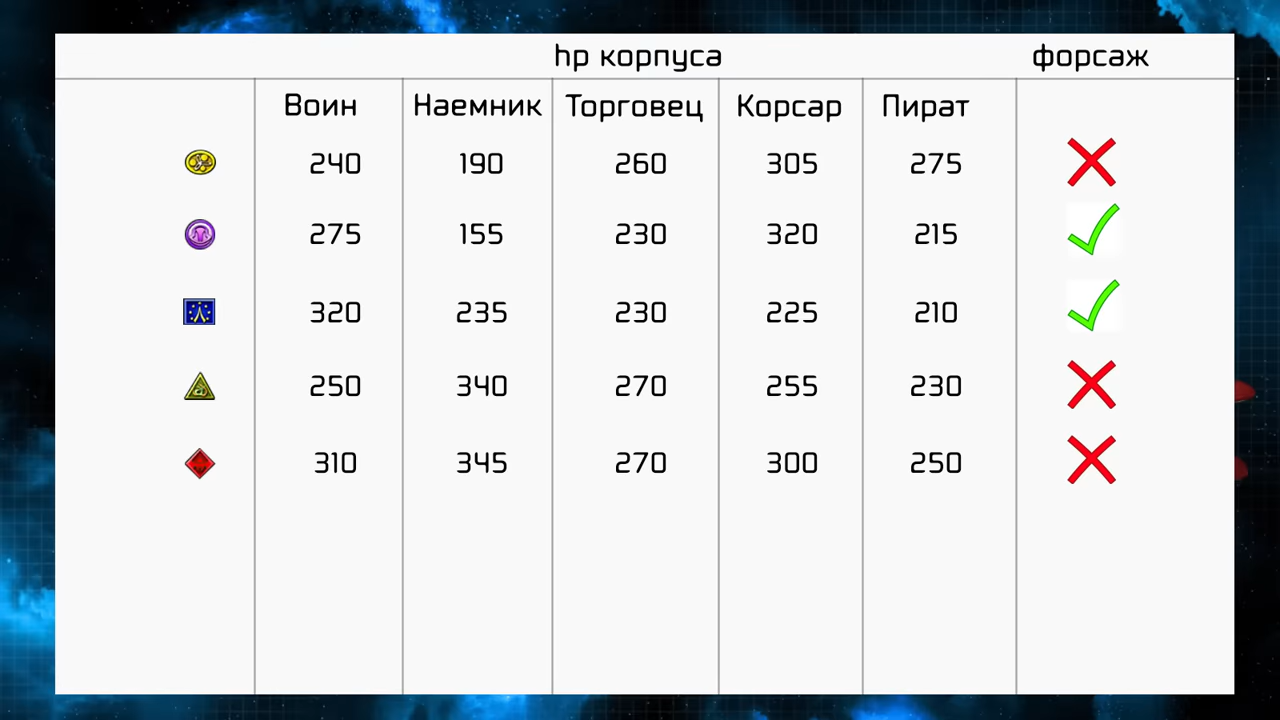 hp корпуса форсаж
Воин Наемник Торговец Корсар Пират
240 190 260 305 275
275 155 230 320 215
320 235 230 225 210
250 340 270 255 230
310 345 270 300 250